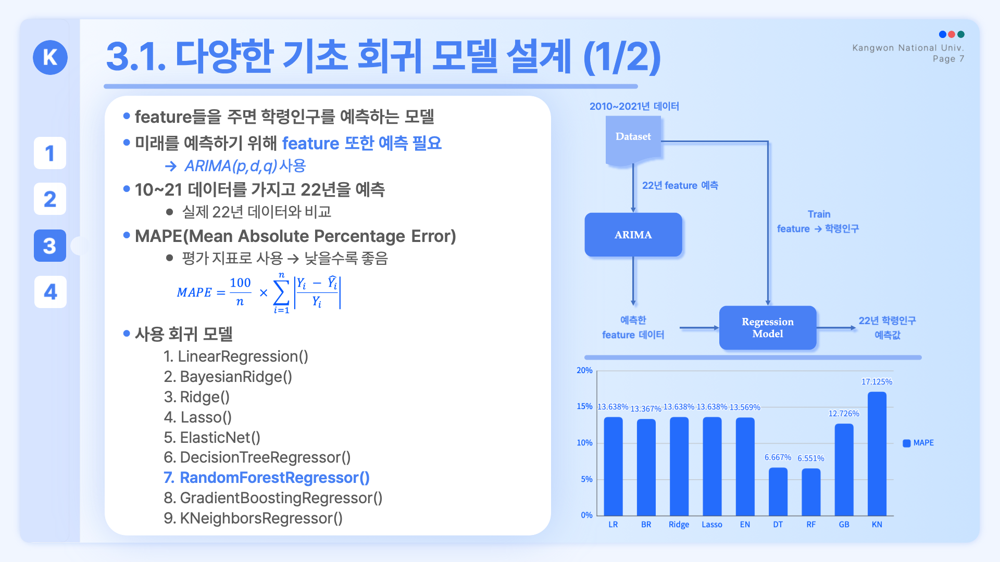 K
3.1. 다양한 기초 회귀 모델 설계 (1/2)
Kangwon National Univ.
Page 7
1
2
3
4
• feature들을 주면 학령인구를 예측하는 모델
• 미래를 예측하기 위해 feature 또한 예측 필요
→ ARIMA(p,d,q)사용
• 10~21 데이터를 가지고 22년을 예측
• 실제 22년 데이터와 비교
• MAPE(Mean Absolute Percentage Error)
• 평가 지표로 사용 → 낮을수록 좋음
MAPE = 100/n × ∑_{i=1}^{n} |(Y_i − Ŷ_i)/Y_i|
• 사용 회귀 모델
1. LinearRegression()
2. BayesianRidge()
3. Ridge()
4. Lasso()
5. ElasticNet()
6. DecisionTreeRegressor()
7. RandomForestRegressor()
8. GradientBoostingRegressor()
9. KNeighborsRegressor()
2010~2021년 데이터
Dataset
22년 feature 예측
ARIMA
Train
feature → 학령인구
예측한
feature 데이터
Regression
Model
22년 학령인구
예측값
20%
15%
10%
5%
0%
13.638%
13.367%
13.638%
13.638%
13.569%
6.667%
6.551%
12.726%
17.125%
LR
BR
Ridge
Lasso
EN
DT
RF
GB
KN
MAPE